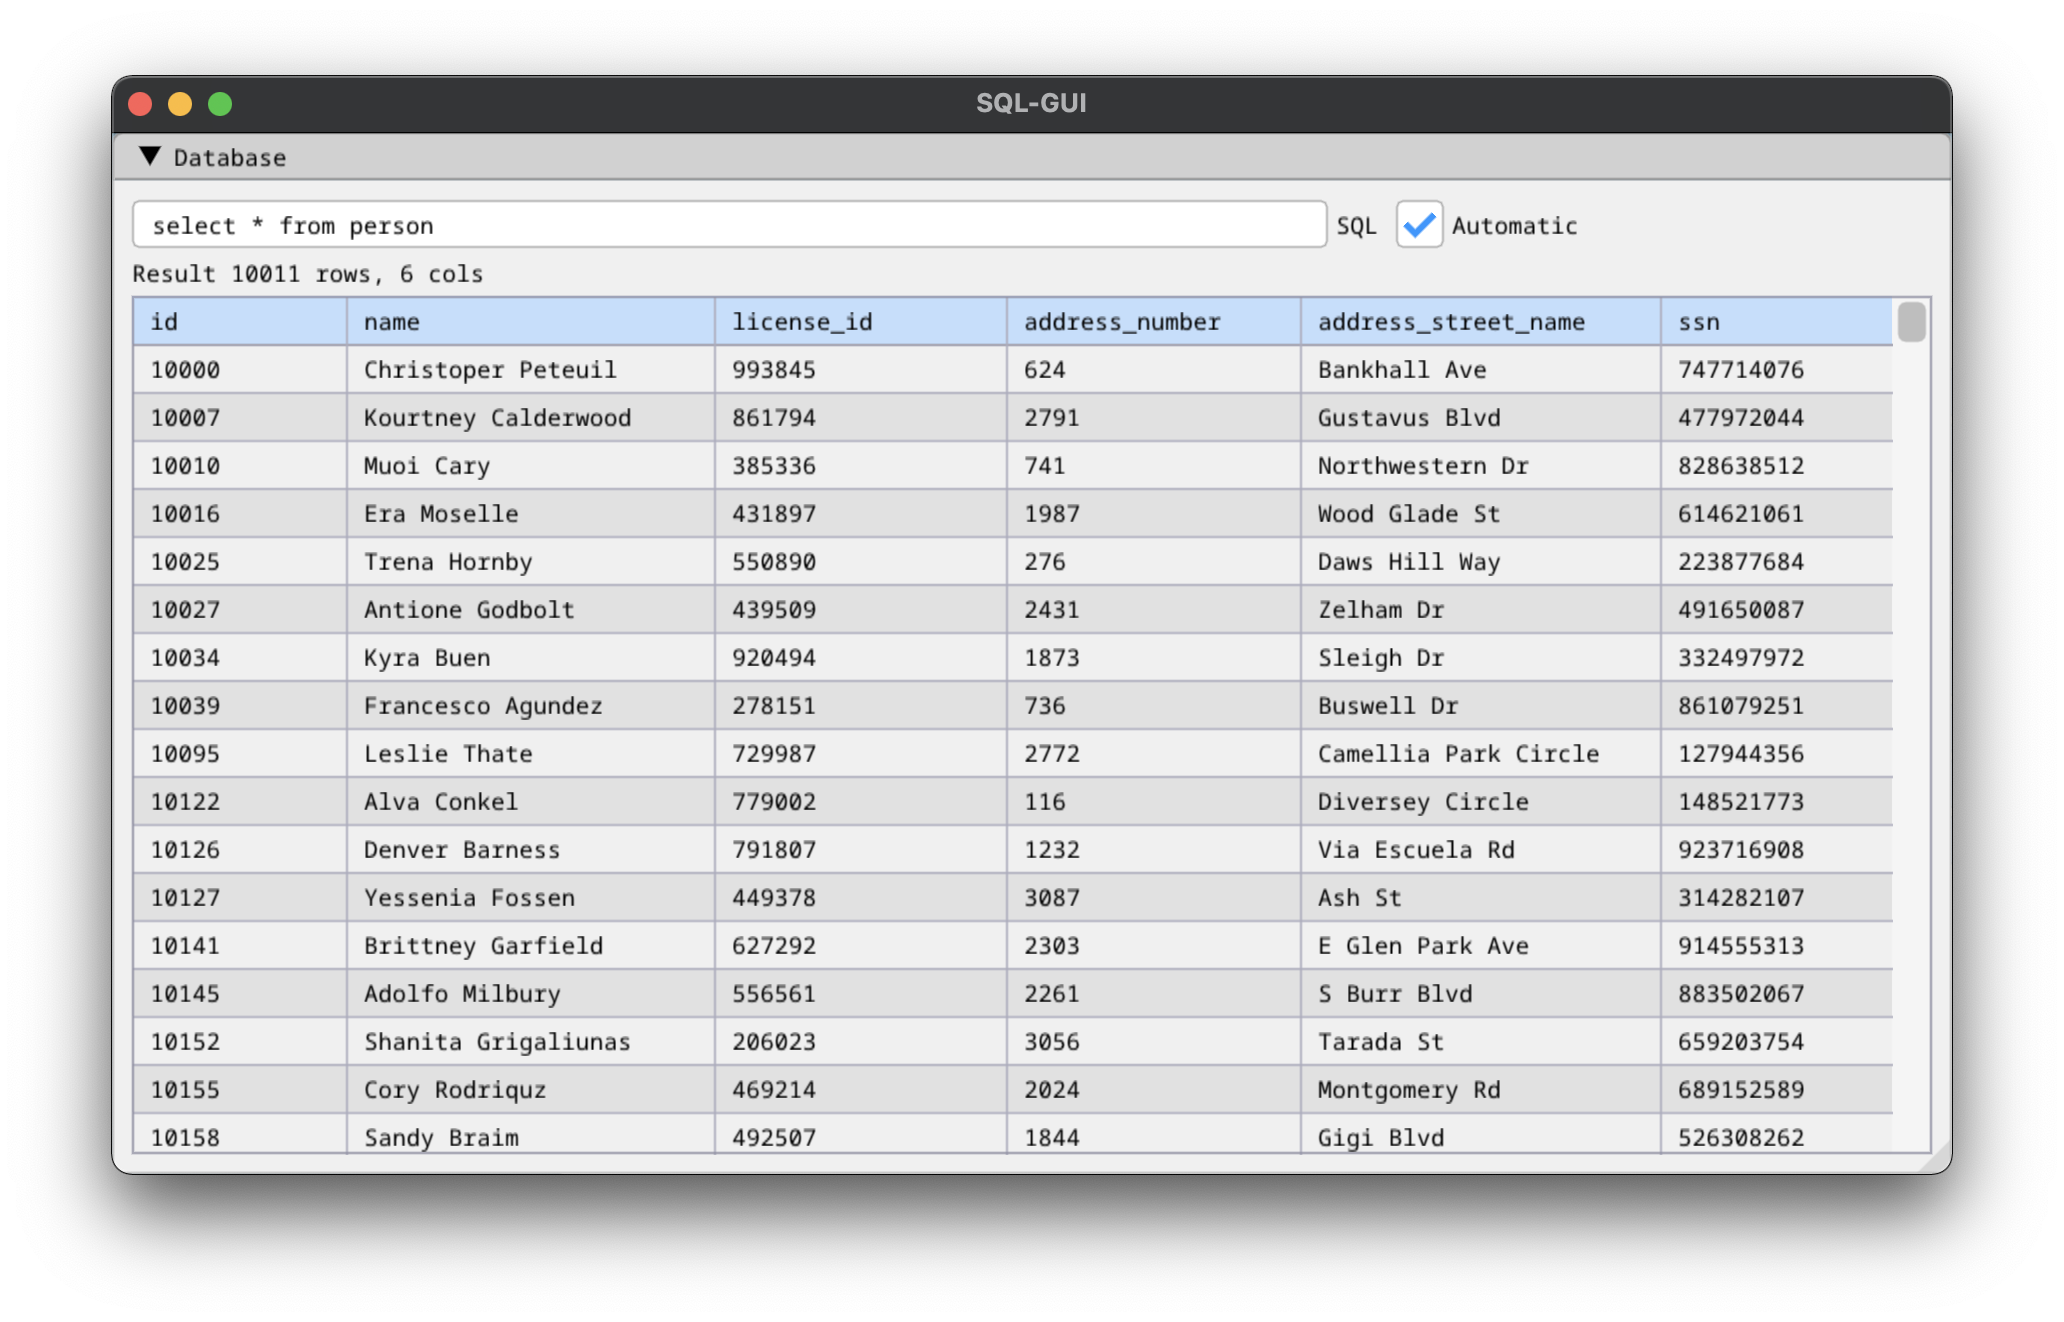 SQL-GUI
▼ Database
select * from person SQL Automatic
Result 10011 rows, 6 cols
id name license_id address_number address_street_name ssn
10000 Christoper Peteuil 993845 624 Bankhall Ave 747714076
10007 Kourtney Calderwood 861794 2791 Gustavus Blvd 477972044
10010 Muoi Cary 385336 741 Northwestern Dr 828638512
10016 Era Moselle 431897 1987 Wood Glade St 614621061
10025 Trena Hornby 550890 276 Daws Hill Way 223877684
10027 Antione Godbolt 439509 2431 Zelham Dr 491650087
10034 Kyra Buen 920494 1873 Sleigh Dr 332497972
10039 Francesco Agundez 278151 736 Buswell Dr 861079251
10095 Leslie Thate 729987 2772 Camellia Park Circle 127944356
10122 Alva Conkel 779002 116 Diversey Circle 148521773
10126 Denver Barness 791807 1232 Via Escuela Rd 923716908
10127 Yessenia Fossen 449378 3087 Ash St 314282107
10141 Brittney Garfield 627292 2303 E Glen Park Ave 914555313
10145 Adolfo Milbury 556561 2261 S Burr Blvd 883502067
10152 Shanita Grigaliunas 206023 3056 Tarada St 659203754
10155 Cory Rodriquz 469214 2024 Montgomery Rd 689152589
10158 Sandy Braim 492507 1844 Gigi Blvd 526308262